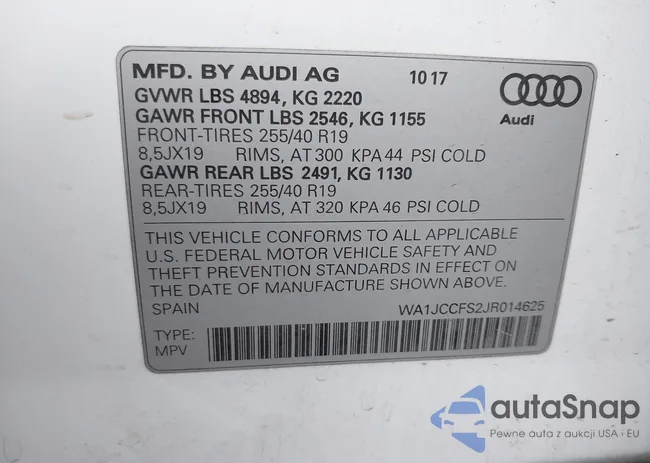 MFD. BY AUDI AG 10 17
GVWR LBS 4894, KG 2220
GAWR FRONT LBS 2546, KG 1155
FRONT-TIRES 255/40 R19
8,5JX19 RIMS, AT 300 KPA 44 PSI COLD
GAWR REAR LBS 2491, KG 1130
REAR-TIRES 255/40 R19
8,5JX19 RIMS, AT 320 KPA 46 PSI COLD
Audi
THIS VEHICLE CONFORMS TO ALL APPLICABLE
U.S. FEDERAL MOTOR VEHICLE SAFETY AND
THEFT PREVENTION STANDARDS IN EFFECT ON
THE DATE OF MANUFACTURE SHOWN ABOVE.
SPAIN WA1JCCFS2JR014625
TYPE:
MPV
autaSnap
Pewne auta z aukcji USA i EU